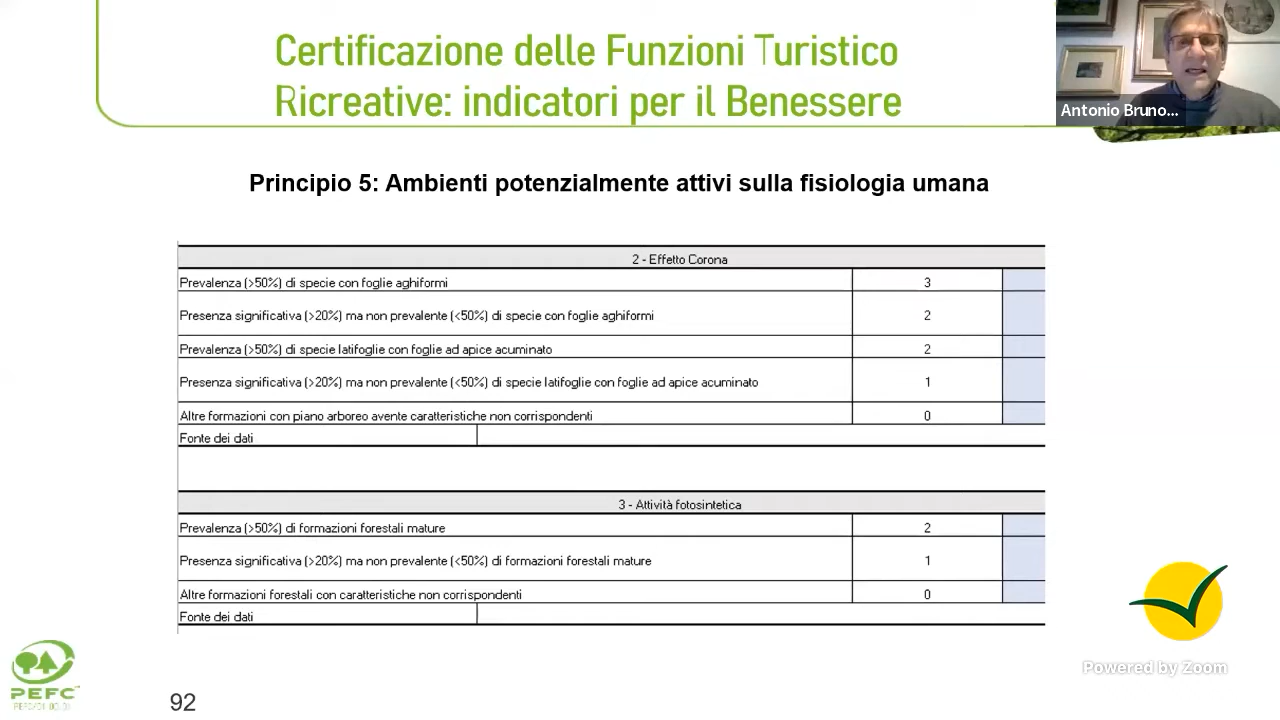 Certificazione delle Funzioni Turistico
Ricreative: indicatori per il Benessere
Antonio Bruno...
Principio 5: Ambienti potenzialmente attivi sulla fisiologia umana
2 - Effetto Corona
Prevalenza (>50%) di specie con foglie aghiformi 3
Presenza significativa (>20%) ma non prevalente (<50%) di specie con foglie aghiformi 2
Prevalenza (>50%) di specie latifoglie con foglie ad apice acuminato 2
Presenza significativa (>20%) ma non prevalente (<50%) di specie latifoglie con foglie ad apice acuminato 1
Altre formazioni con piano arboreo avente caratteristiche non corrispondenti 0
Fonte dei dati
3 - Attività fotosintetica
Prevalenza (>50%) di formazioni forestali mature 2
Presenza significativa (>20%) ma non prevalente (<50%) di formazioni forestali mature 1
Altre formazioni forestali con caratteristiche non corrispondenti 0
Fonte dei dati
Powered by Zoom
PEFC
92